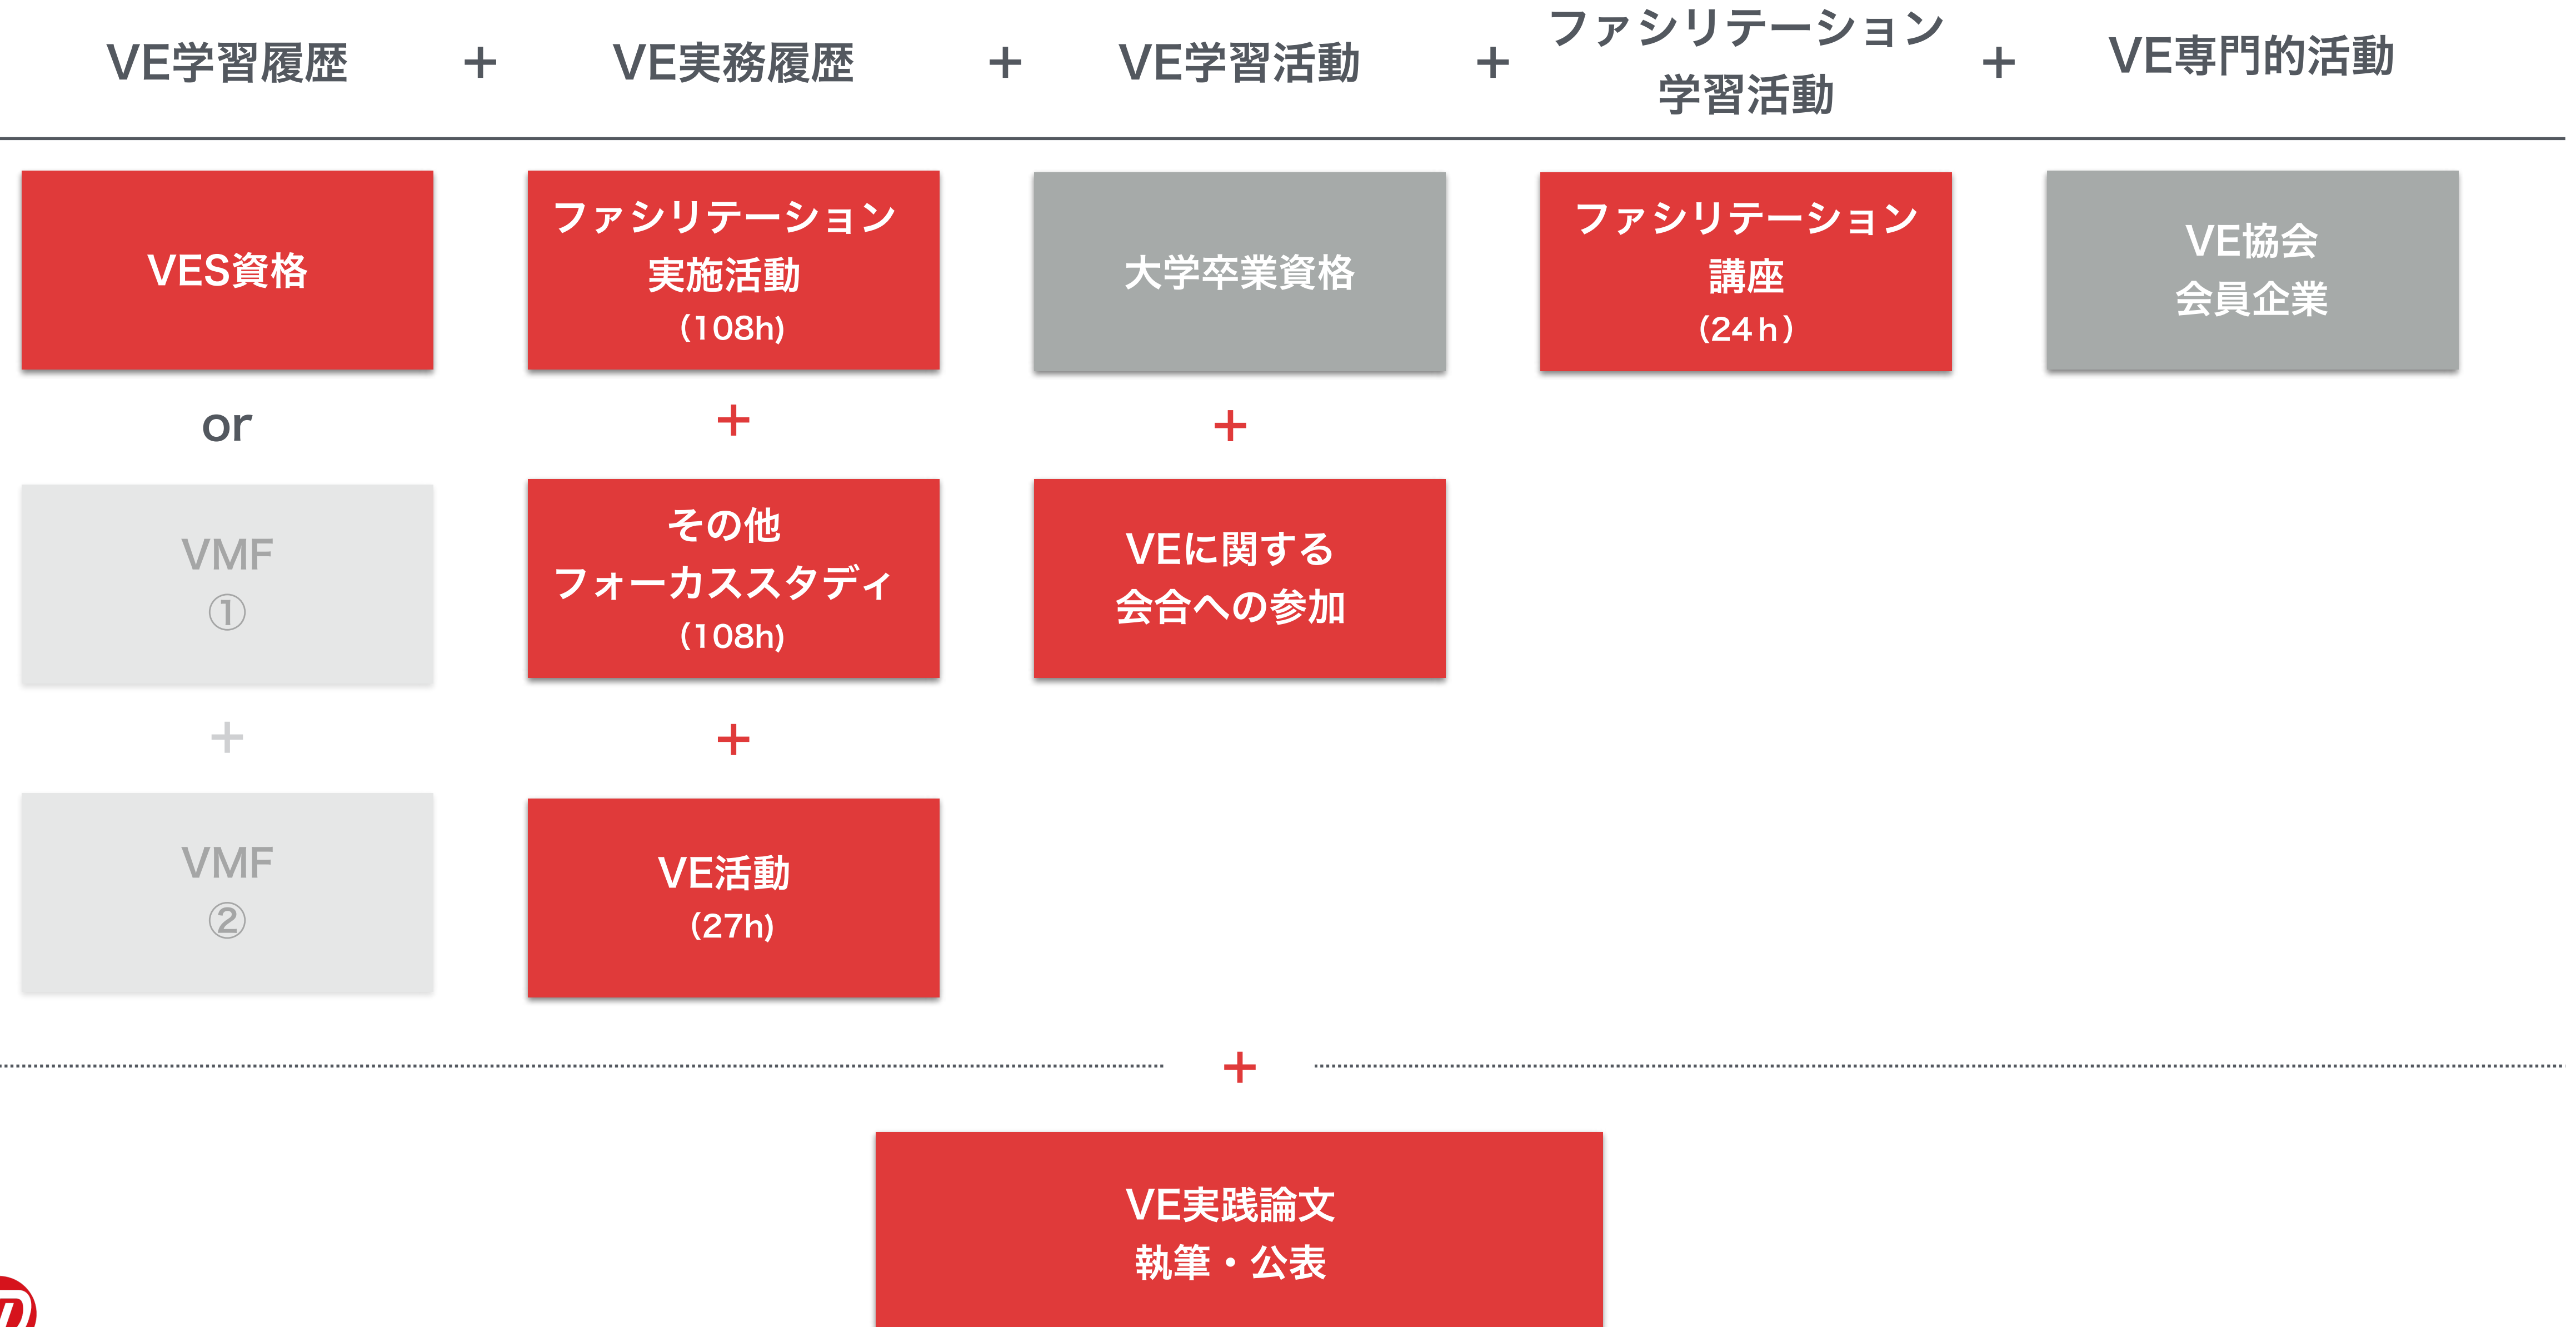 VE学習履歴 + VE実務履歴 + VE学習活動 + ファシリテーション + VE専門的活動
学習活動
VES資格
or
VMF
①
+
VMF
②
ファシリテーション
実施活動
(108h)
+
その他
フォーカススタディ
(108h)
+
VE活動
(27h)
大学卒業資格
+
VEに関する
会合への参加
ファシリテーション
講座
(24ｈ)
VE協会
会員企業
+
VE実践論文
執筆・公表